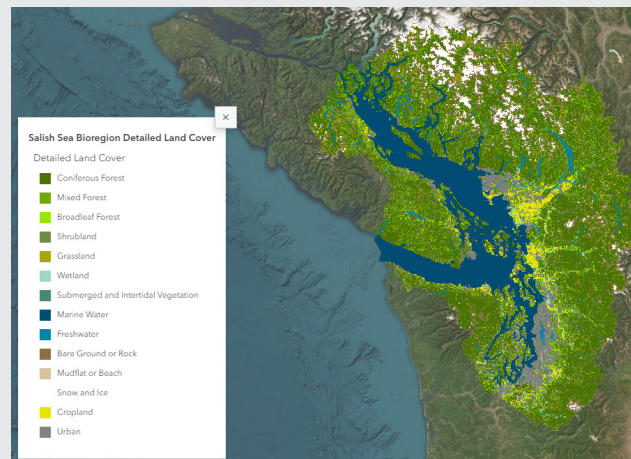 ×
Salish Sea Bioregion Detailed Land Cover
Detailed Land Cover
Coniferous Forest
Mixed Forest
Broadleaf Forest
Shrubland
Grassland
Wetland
Submerged and Intertidal Vegetation
Marine Water
Freshwater
Bare Ground or Rock
Mudflat or Beach
Snow and Ice
Cropland
Urban